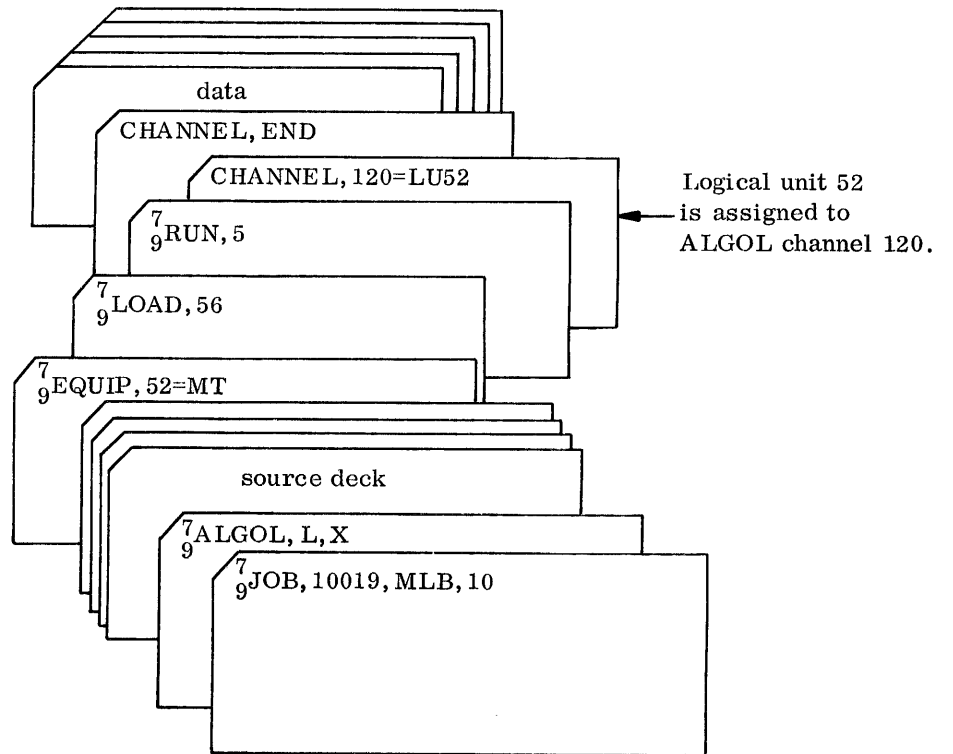 data
CHANNEL, END
CHANNEL, 120=LU52
Logical unit 52
is assigned to
ALGOL channel 120.
7
9RUN, 5
7
9LOAD, 56
7
9EQUIP, 52=MT
source deck
7
9ALGOL, L, X
7
9JOB, 10019, MLB, 10